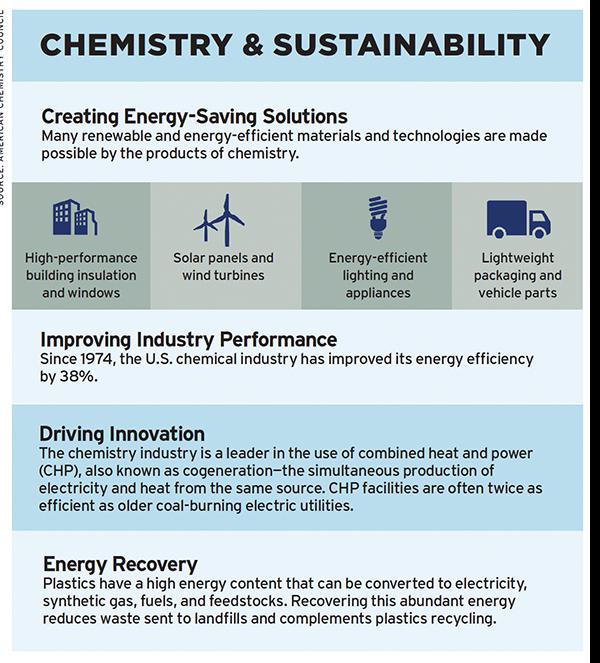 CHEMISTRY & SUSTAINABILITY
Creating Energy-Saving Solutions
Many renewable and energy-efficient materials and technologies are made
possible by the products of chemistry.
High-performance
building insulation
and windows
Solar panels and
wind turbines
Energy-efficient
lighting and
appliances
Lightweight
packaging and
vehicle parts
Improving Industry Performance
Since 1974, the U.S. chemical industry has improved its energy efficiency
by 38%.
Driving Innovation
The chemistry industry is a leader in the use of combined heat and power
(CHP), also known as cogeneration—the simultaneous production of
electricity and heat from the same source. CHP facilities are often twice as
efficient as older coal-burning electric utilities.
Energy Recovery
Plastics have a high energy content that can be converted to electricity,
synthetic gas, fuels, and feedstocks. Recovering this abundant energy
reduces waste sent to landfills and complements plastics recycling.
SOURCE: AMERICAN CHEMISTRY COUNCIL